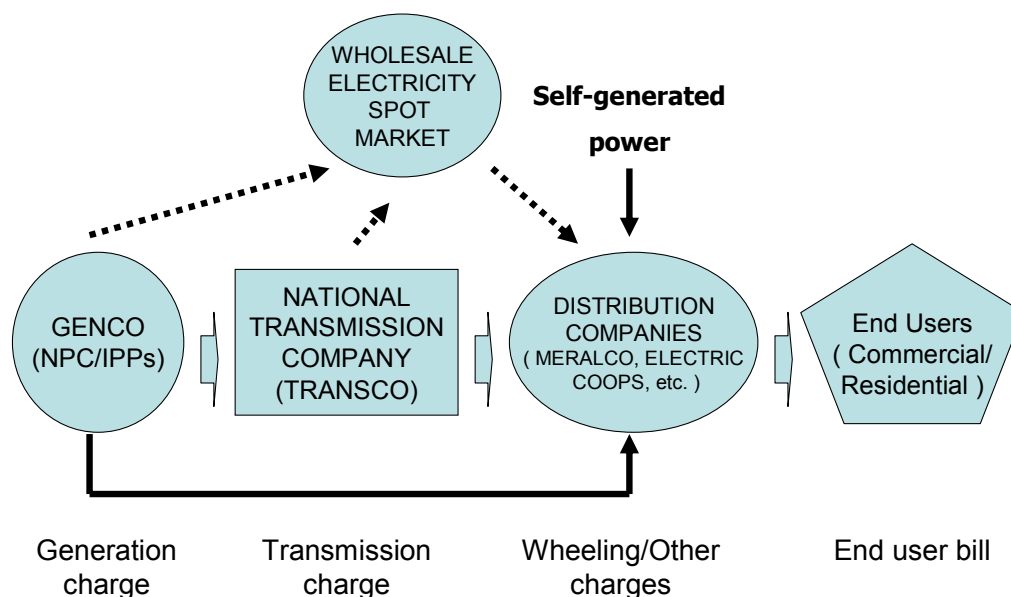 WHOLESALE
ELECTRICITY
SPOT
MARKET
Self-generated
power
GENCO
(NPC/IPPs)
NATIONAL
TRANSMISSION
COMPANY
(TRANSCO)
DISTRIBUTION
COMPANIES
( MERALCO, ELECTRIC
COOPS, etc. )
End Users
( Commercial/
Residential )
Generation
charge
Transmission
charge
Wheeling/Other
charges
End user bill